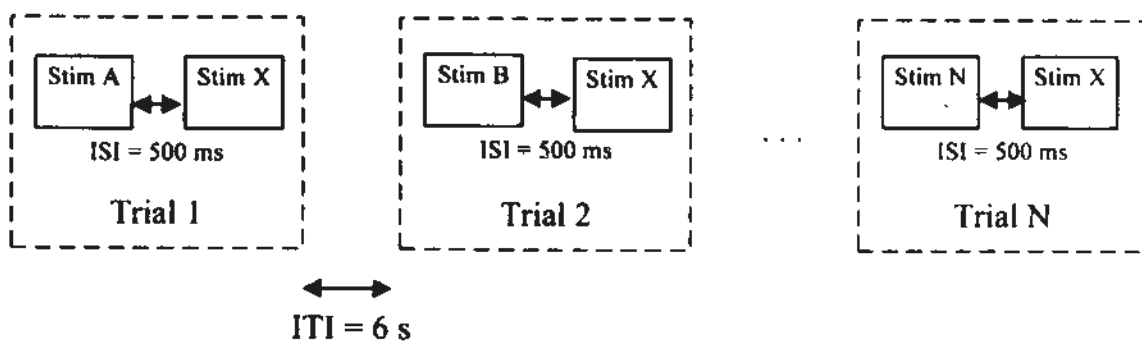 Stim A Stim X
ISI = 500 ms
Trial 1
Stim B Stim X
ISI = 500 ms
Trial 2
. . .
Stim N Stim X
ISI = 500 ms
Trial N
ITI = 6 s